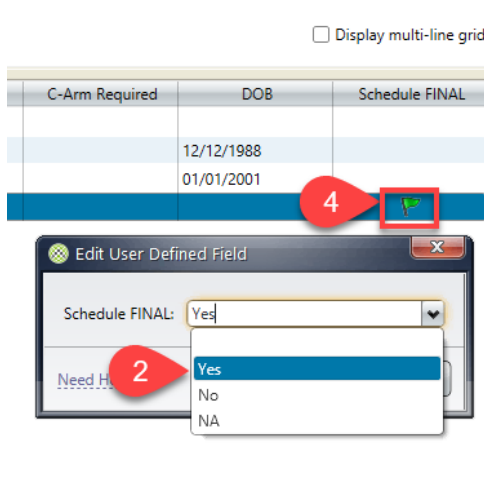 Display multi-line grid
C-Arm Required DOB Schedule FINAL
12/12/1988
01/01/2001
4
Edit User Defined Field
X
Schedule FINAL: Yes
Need
2
Yes
No
NA